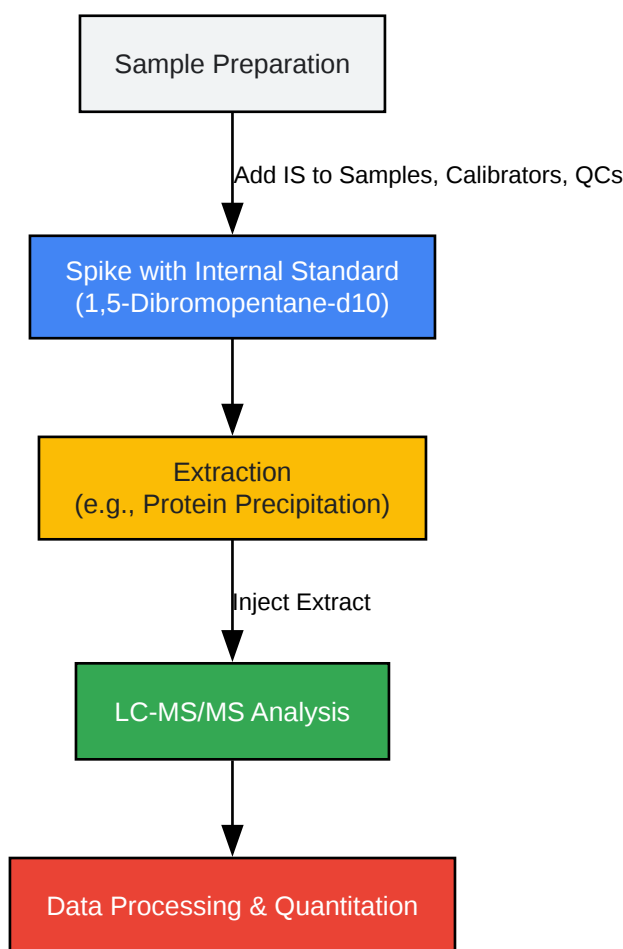 Sample Preparation
Add IS to Samples, Calibrators, QCs
Spike with Internal Standard
(1,5-Dibromopentane-d10)
Extraction
(e.g., Protein Precipitation)
Inject Extract
LC-MS/MS Analysis
Data Processing & Quantitation